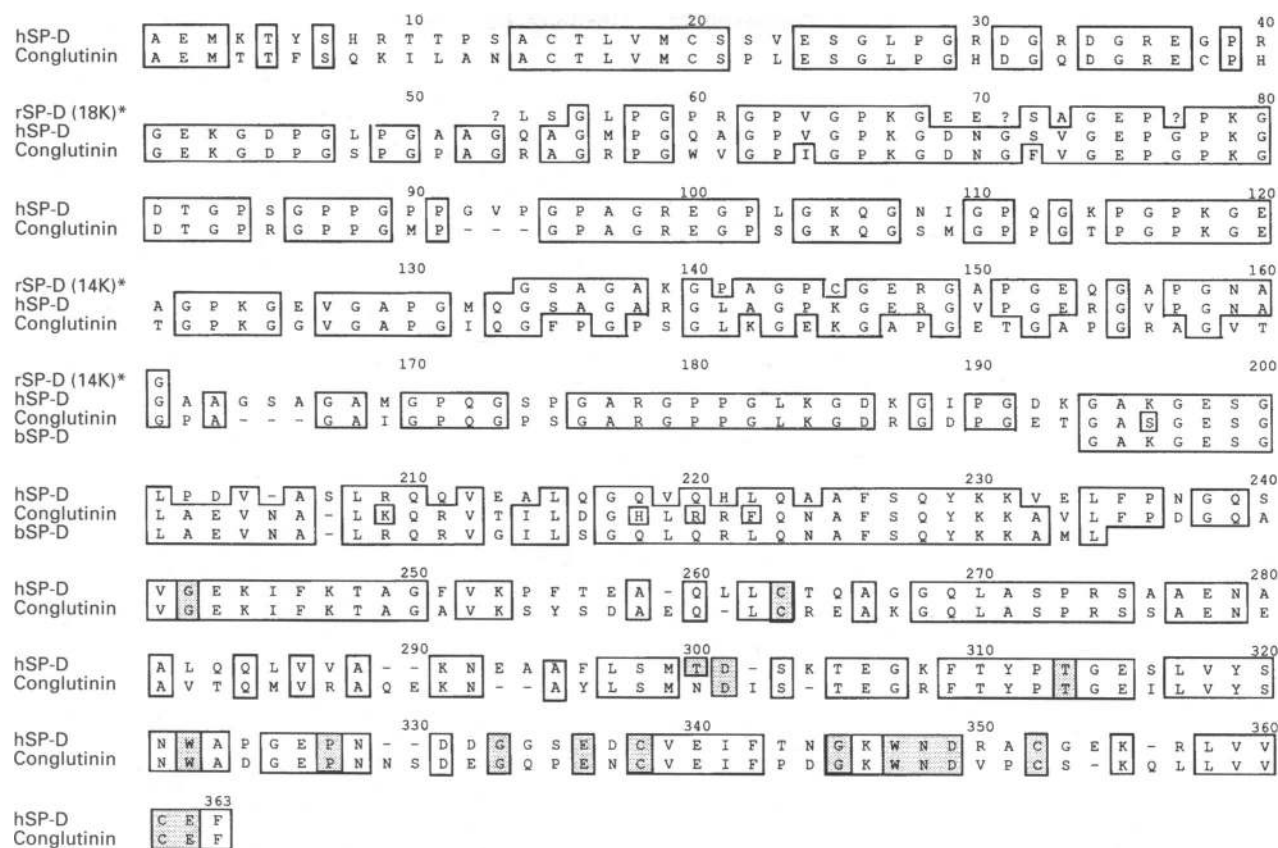 10 20 30 40
hSP-D A E M K T Y S H R T T P S A C T L V M C S S V E S G L P G R D G R D G R E G P R
Conglutinin A E M T T F S Q K I L A N A C T L V M C S P L E S G L P G H D G Q D G R E C P H
50 60 70 80
rSP-D (18K)* ? L S G L P G P R G P V G P K G E E ? S A G E P ? P K G
hSP-D G E K G D P G L P G A A G Q A G M P G Q A G P V G P K G D N G S V G E P G P K G
Conglutinin G E K G D P G S P G P A G R A G R P G W V G P I G P K G D N G F V G E P G P K G
90 100 110 120
hSP-D D T G P S G P P G P P G V P G P A G R E G P L G K Q G N I G P Q G K P G P K G E
Conglutinin D T G P R G P P G M P - - - G P A G R E G P S G K Q G S M G P P G T P G P K G E
130 140 150 160
rSP-D (14K)* G S A G A K G P A G P C G E R G A P G E Q G A P G N A
hSP-D A G P K G E V G A P G M Q G S A G A R G L A G P K G E R G V P G E R G V P G N A
Conglutinin T G P K G G V G A P G I Q G F P G P S G L K G E K G A P G E T G A P G R A G V T
170 180 190 200
rSP-D (14K)* G
hSP-D G A A G S A G A M G P Q G S P G A R G P P G L K G D K G I P G D K G A K G E S G
Conglutinin G P A - - - G A I G P Q G P S G A R G P P G L K G D R G D P G E T G A S G E S G
bSP-D G A K G E S G
210 220 230 240
hSP-D L P D V - A S L R Q Q V E A L Q G Q V Q H L Q A A F S Q Y K K V E L F P N G Q S
Conglutinin L A E V N A - L K Q R V T I L D G H L R R F Q N A F S Q Y K K A V L F P D G Q A
bSP-D L A E V N A - L R Q R V G I L S G Q L Q R L Q N A F S Q Y K K A M L
250 260 270 280
hSP-D V G E K I F K T A G F V K P F T E A - Q L L C T Q A G G Q L A S P R S A A E N A
Conglutinin V G E K I F K T A G A V K S Y S D A E Q - L C R E A K G Q L A S P R S S A E N E
290 300 310 320
hSP-D A L Q Q L V V A - - K N E A A F L S M T D - S K T E G K F T Y P T G E S L V Y S
Conglutinin A V T Q M V R A Q E K N - - A Y L S M N D I S - T E G R F T Y P T G E I L V Y S
330 340 350 360
hSP-D N W A P G E P N - - D D G G S E D C V E I F T N G K W N D R A C G E K - R L V V
Conglutinin N W A D G E P N N S D E G Q P E N C V E I F P D G K W N D V P C S - K Q L L V V
363
hSP-D C E F
Conglutinin C E F